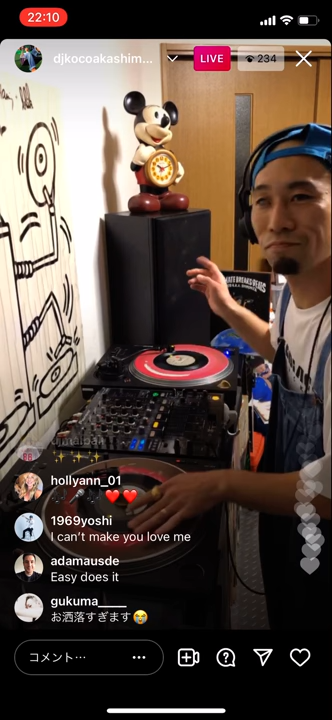 22:10
djkocoakashim...
LIVE
234
hollyann_01
1969yoshi
I can't make you love me
adamausde
Easy does it
gukuma____
お洒落すぎます😭
コメント…